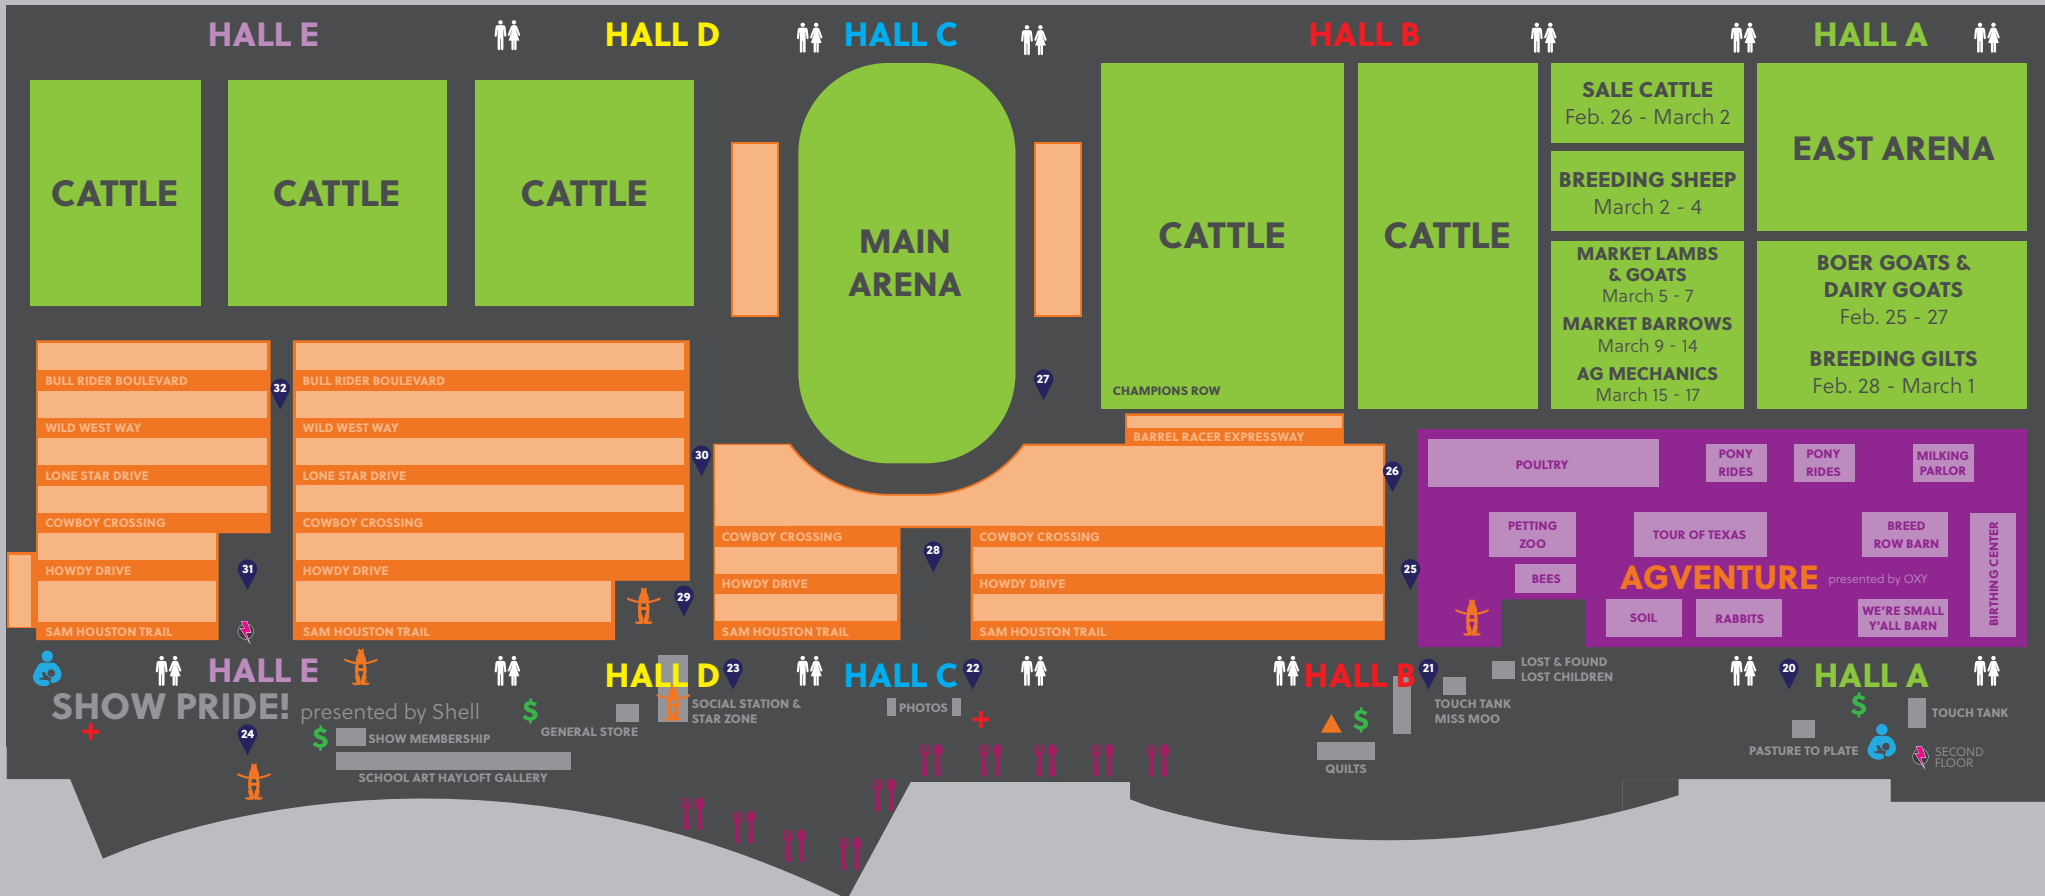 HALL E
HALL D
HALL C
HALL B
HALL A
CATTLE
CATTLE
CATTLE
MAIN
ARENA
CATTLE
CHAMPIONS ROW
CATTLE
SALE CATTLE
Feb. 26 - March 2
BREEDING SHEEP
March 2 - 4
MARKET LAMBS
& GOATS
March 5 - 7
MARKET BARROWS
March 9 - 14
AG MECHANICS
March 15 - 17
EAST ARENA
BOER GOATS &
DAIRY GOATS
Feb. 25 - 27
BREEDING GILTS
Feb. 28 - March 1
BULL RIDER BOULEVARD
WILD WEST WAY
LONE STAR DRIVE
COWBOY CROSSING
HOWDY DRIVE
SAM HOUSTON TRAIL
32
31
BULL RIDER BOULEVARD
WILD WEST WAY
LONE STAR DRIVE
COWBOY CROSSING
HOWDY DRIVE
SAM HOUSTON TRAIL
30
29
27
BARREL RACER EXPRESSWAY
COWBOY CROSSING
HOWDY DRIVE
SAM HOUSTON TRAIL
28
COWBOY CROSSING
HOWDY DRIVE
SAM HOUSTON TRAIL
26
25
POULTRY
PONY
RIDES
PONY
RIDES
MILKING
PARLOR
PETTING
ZOO
TOUR OF TEXAS
BREED
ROW BARN
BIRTHING CENTER
BEES
AGVENTURE presented by OXY
SOIL
RABBITS
WE'RE SMALL
Y'ALL BARN
HALL E
HALL D
23
HALL C
22
HALL B
21
20
HALL A
SHOW PRIDE! presented by Shell
24
$
SHOW MEMBERSHIP
SCHOOL ART HAYLOFT GALLERY
$
GENERAL STORE
SOCIAL STATION &
STAR ZONE
PHOTOS
$
QUILTS
TOUCH TANK
MISS MOO
LOST & FOUND
LOST CHILDREN
$
TOUCH TANK
PASTURE TO PLATE
SECOND
FLOOR